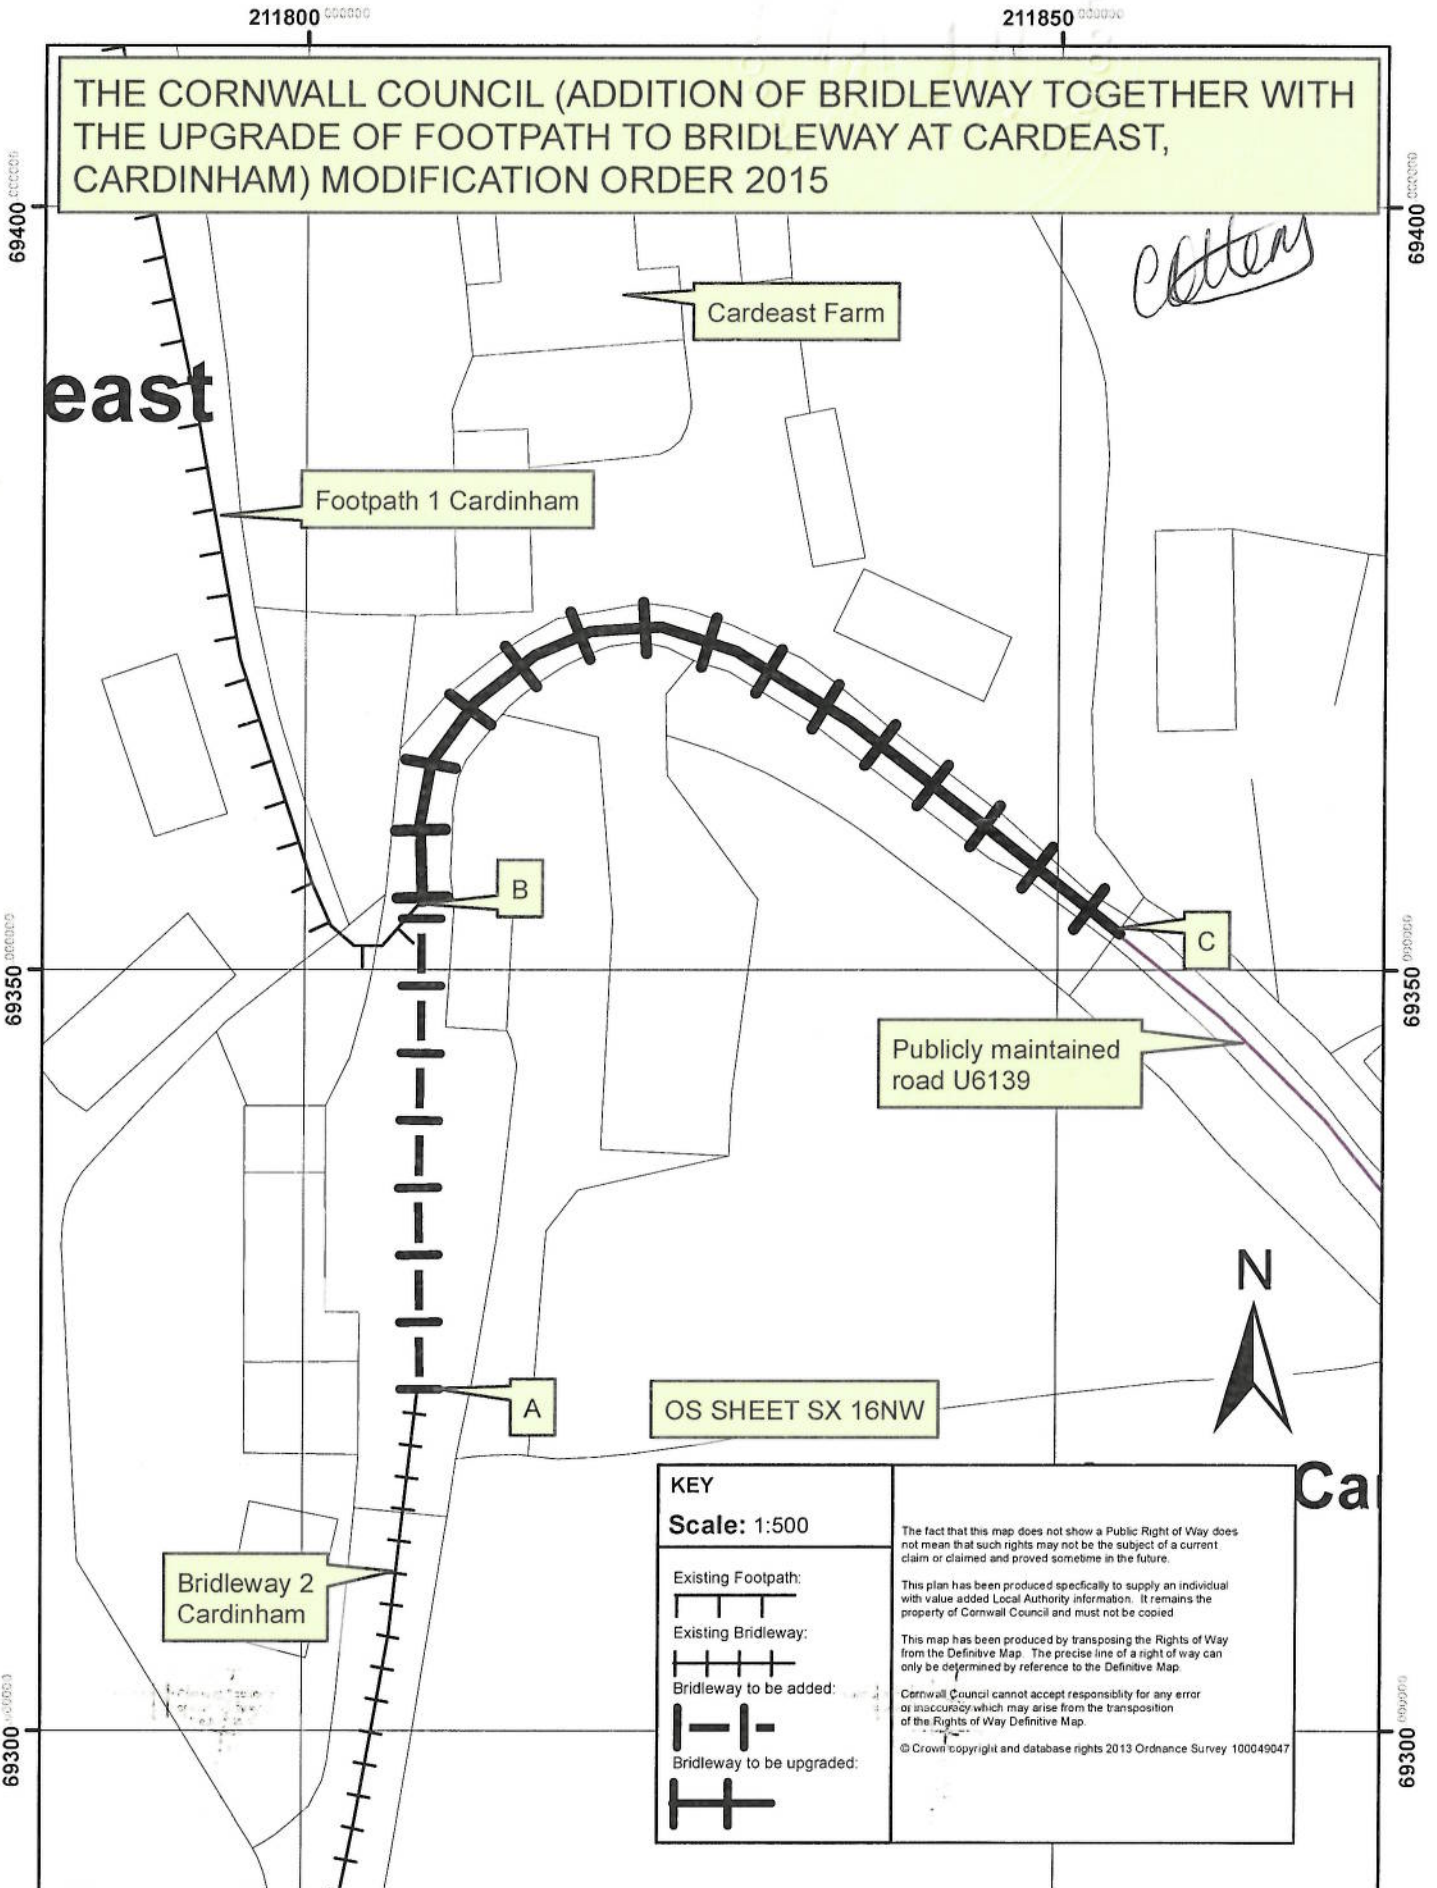 211800 000000
211850 000000
THE CORNWALL COUNCIL (ADDITION OF BRIDLEWAY TOGETHER WITH
THE UPGRADE OF FOOTPATH TO BRIDLEWAY AT CARDEAST,
CARDINHAM) MODIFICATION ORDER 2015
69400 000000
69400 000000
Cardeast Farm
east
Footpath 1 Cardinham
B
C
69350 000000
69350 000000
Publicly maintained
road U6139
N
A
OS SHEET SX 16NW
Ca
Bridleway 2
Cardinham
69300 000000
69300 000000
KEY
Scale: 1:500
Existing Footpath:
Existing Bridleway:
Bridleway to be added:
Bridleway to be upgraded:
The fact that this map does not show a Public Right of Way does
not mean that such rights may not be the subject of a current
claim or claimed and proved sometime in the future.
This plan has been produced specfically to supply an individual
with value added Local Authority information. It remains the
property of Cornwall Council and must not be copied
This map has been produced by transposing the Rights of Way
from the Definitive Map. The precise line of a right of way can
only be determined by reference to the Definitive Map
Cornwall Council cannot accept responsiblity for any error
or inaccuracy which may arise from the transposition
of the Rights of Way Definitive Map.
© Crown copyright and database rights 2013 Ordnance Survey 100049047